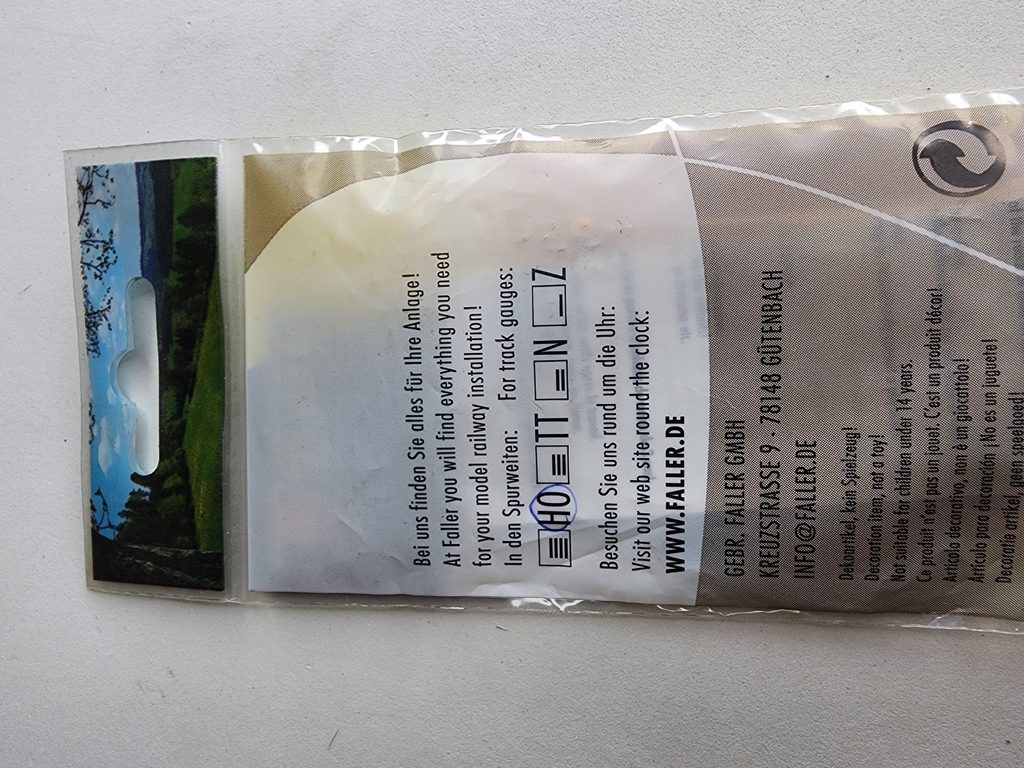 Bei uns finden Sie alles für Ihre Anlage!
At Faller you will find everything you need
for your model railway installation!
In den Spurweiten: For track gauges:
HO TT N Z
Besuchen Sie uns rund um die Uhr:
Visit our web site round the clock:
WWW.FALLER.DE
GEBR. FALLER GMBH
KREUZSTRASSE 9 · 78148 GÜTENBACH
INFO@FALLER.DE
Dekoartikel, kein Spielzeug!
Decoration item, not a toy!
Not suitable for children under 14 years.
Ce produit n'est pas un jouet. C'est un produit décor!
Articolo decorativo, non è un giocattolo!
Artículo para decoración ¡ No es un juguete!
Decoratie artikel, geen speelgoed!